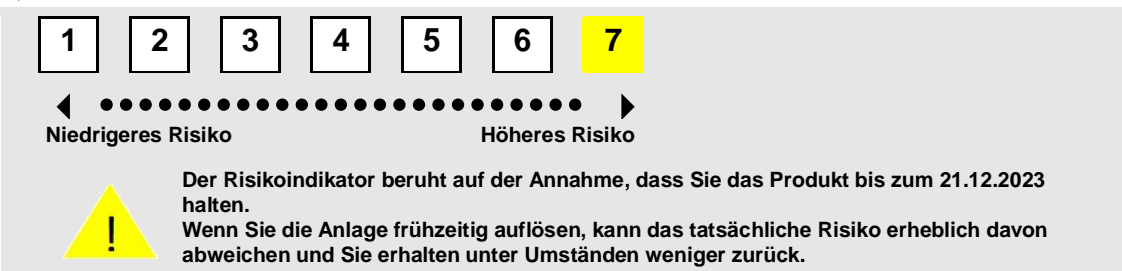 1 2 3 4 5 6 7
Niedrigeres Risiko Höheres Risiko
Der Risikoindikator beruht auf der Annahme, dass Sie das Produkt bis zum 21.12.2023
halten.
Wenn Sie die Anlage frühzeitig auflösen, kann das tatsächliche Risiko erheblich davon
! abweichen und Sie erhalten unter Umständen weniger zurück.